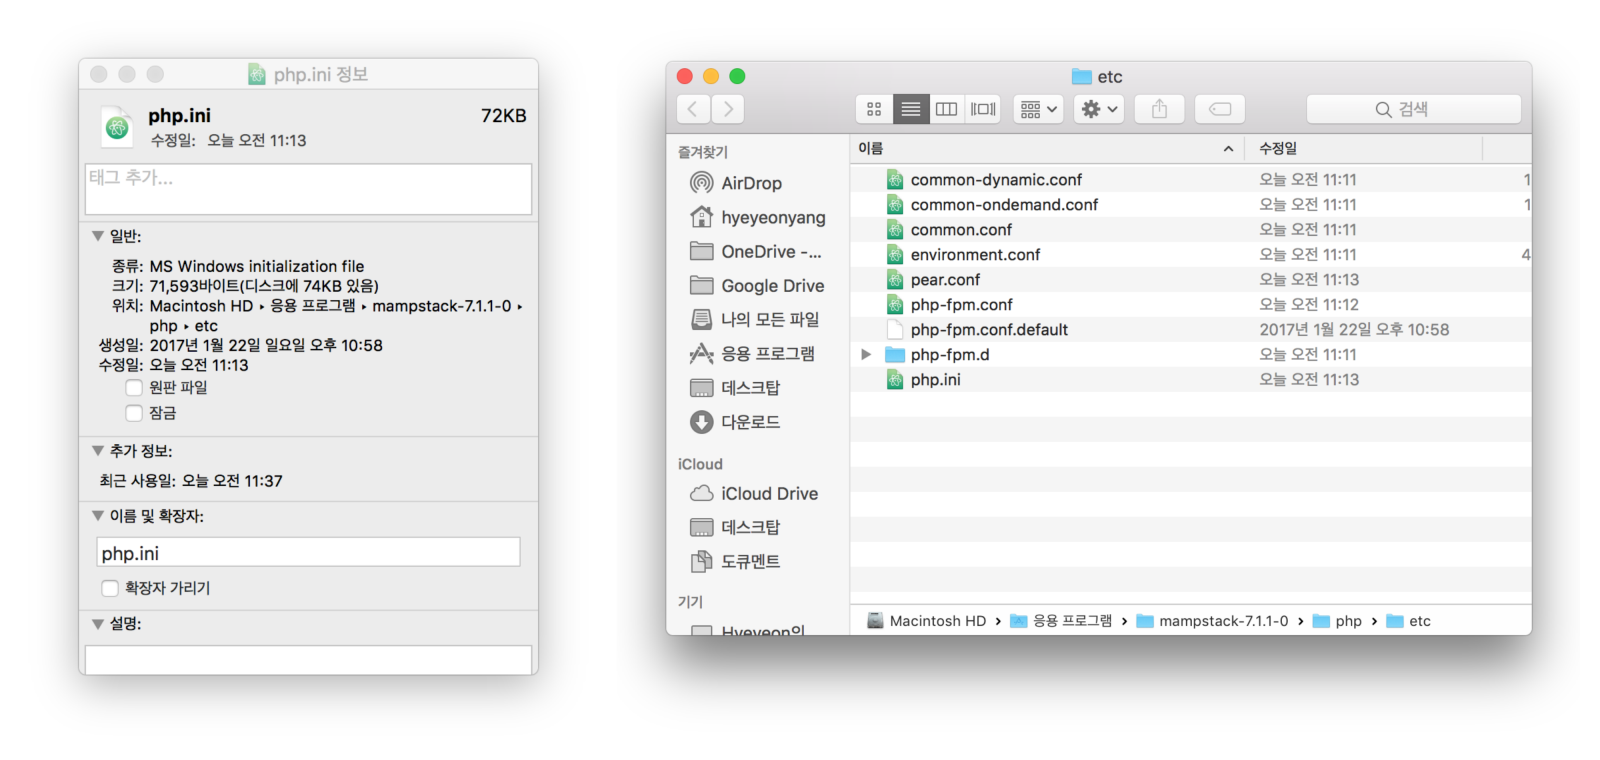 php.ini 정보
php.ini 72KB
수정일: 오늘 오전 11:13
태그 추가...
일반:
종류: MS Windows initialization file
크기: 71,593바이트(디스크에 74KB 있음)
위치: Macintosh HD ▸ 응용 프로그램 ▸ mampstack-7.1.1-0 ▸
php ▸ etc
생성일: 2017년 1월 22일 일요일 오후 10:58
수정일: 오늘 오전 11:13
원판 파일
잠금
추가 정보:
최근 사용일: 오늘 오전 11:37
이름 및 확장자:
php.ini
확장자 가리기
설명:
etc
검색
즐겨찾기
AirDrop
hyeyeonyang
OneDrive -...
Google Drive
나의 모든 파일
응용 프로그램
데스크탑
다운로드
iCloud
iCloud Drive
데스크탑
도큐멘트
기기
Hyeyeon의
이름 수정일
common-dynamic.conf 오늘 오전 11:11 1
common-ondemand.conf 오늘 오전 11:11 1
common.conf 오늘 오전 11:11
environment.conf 오늘 오전 11:11 4
pear.conf 오늘 오전 11:13
php-fpm.conf 오늘 오전 11:12
php-fpm.conf.default 2017년 1월 22일 오후 10:58
php-fpm.d 오늘 오전 11:11
php.ini 오늘 오전 11:13
Macintosh HD › 응용 프로그램 › mampstack-7.1.1-0 › php › etc